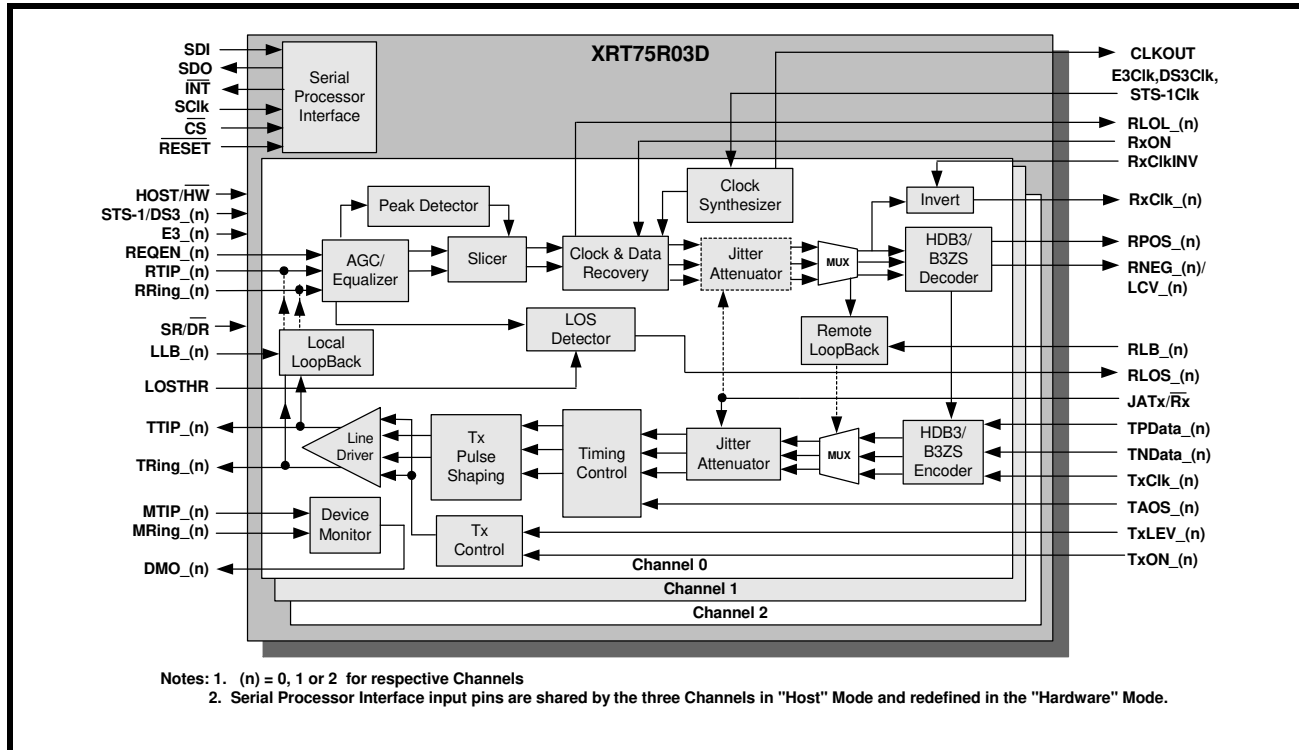 XRT75R03D
SDI
SDO
INT
SClk
CS
RESET
Serial
Processor
Interface
HOST/HW
STS-1/DS3_(n)
E3_(n)
REQEN_(n)
RTIP_(n)
RRing_(n)
SR/DR
LLB_(n)
LOSTHR
TTIP_(n)
TRing_(n)
MTIP_(n)
MRing_(n)
DMO_(n)
Peak Detector
AGC/
Equalizer
Slicer
Clock & Data
Recovery
Clock
Synthesizer
Jitter
Attenuator
MUX
Invert
HDB3/
B3ZS
Decoder
LOS
Detector
Remote
LoopBack
Local
LoopBack
Line
Driver
Tx
Pulse
Shaping
Timing
Control
Jitter
Attenuator
MUX
HDB3/
B3ZS
Encoder
Device
Monitor
Tx
Control
Channel 0
Channel 1
Channel 2
CLKOUT
E3Clk,DS3Clk,
STS-1Clk
RLOL_(n)
RxON
RxClkINV
RxClk_(n)
RPOS_(n)
RNEG_(n)/
LCV_(n)
RLB_(n)
RLOS_(n)
JATx/Rx
TPData_(n)
TNData_(n)
TxClk_(n)
TAOS_(n)
TxLEV_(n)
TxON_(n)
Notes: 1. (n) = 0, 1 or 2 for respective Channels
2. Serial Processor Interface input pins are shared by the three Channels in "Host" Mode and redefined in the "Hardware" Mode.